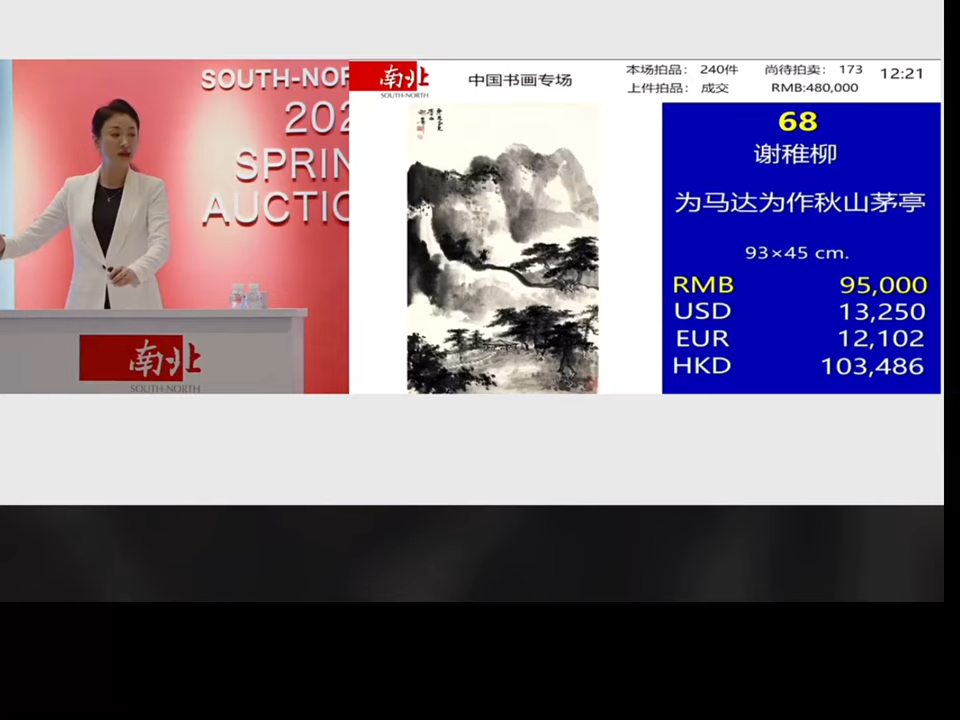 SOUTH-NOR
202
SPRIN
AUCTIO
南北
SOUTH-NORTH
南北
SOUTH-NORTH
中国书画专场
本场拍品： 240件 尚待拍卖： 173
上件拍品： 成交 RMB:480,000
12:21
68
谢稚柳
为马达为作秋山茅亭
93×45 cm.
RMB 95,000
USD 13,250
EUR 12,102
HKD 103,486